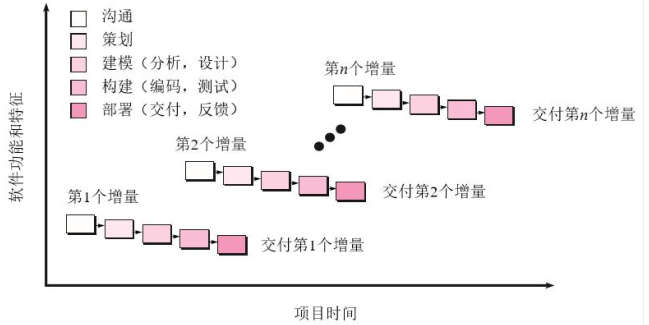 沟通
策划
建模（分析，设计）
构建（编码，测试）
部署（交付，反馈）
第n个增量
交付第n个增量
第2个增量
交付第2个增量
第1个增量
交付第1个增量
软件功能和特征
项目时间